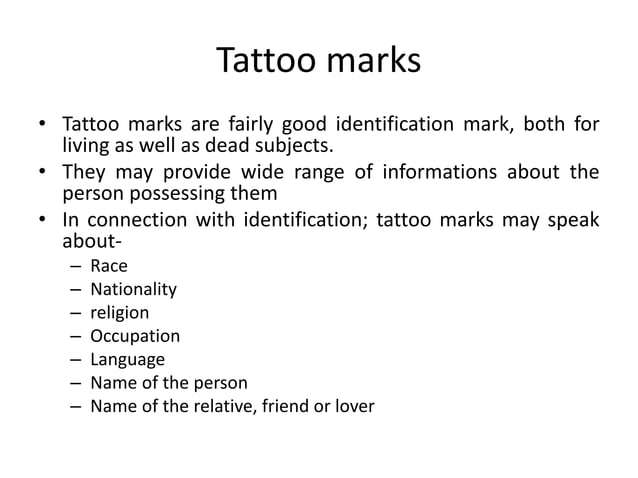 Tattoo marks
• Tattoo marks are fairly good identification mark, both for
living as well as dead subjects.
• They may provide wide range of informations about the
person possessing them
• In connection with identification; tattoo marks may speak
about-
– Race
– Nationality
– religion
– Occupation
– Language
– Name of the person
– Name of the relative, friend or lover